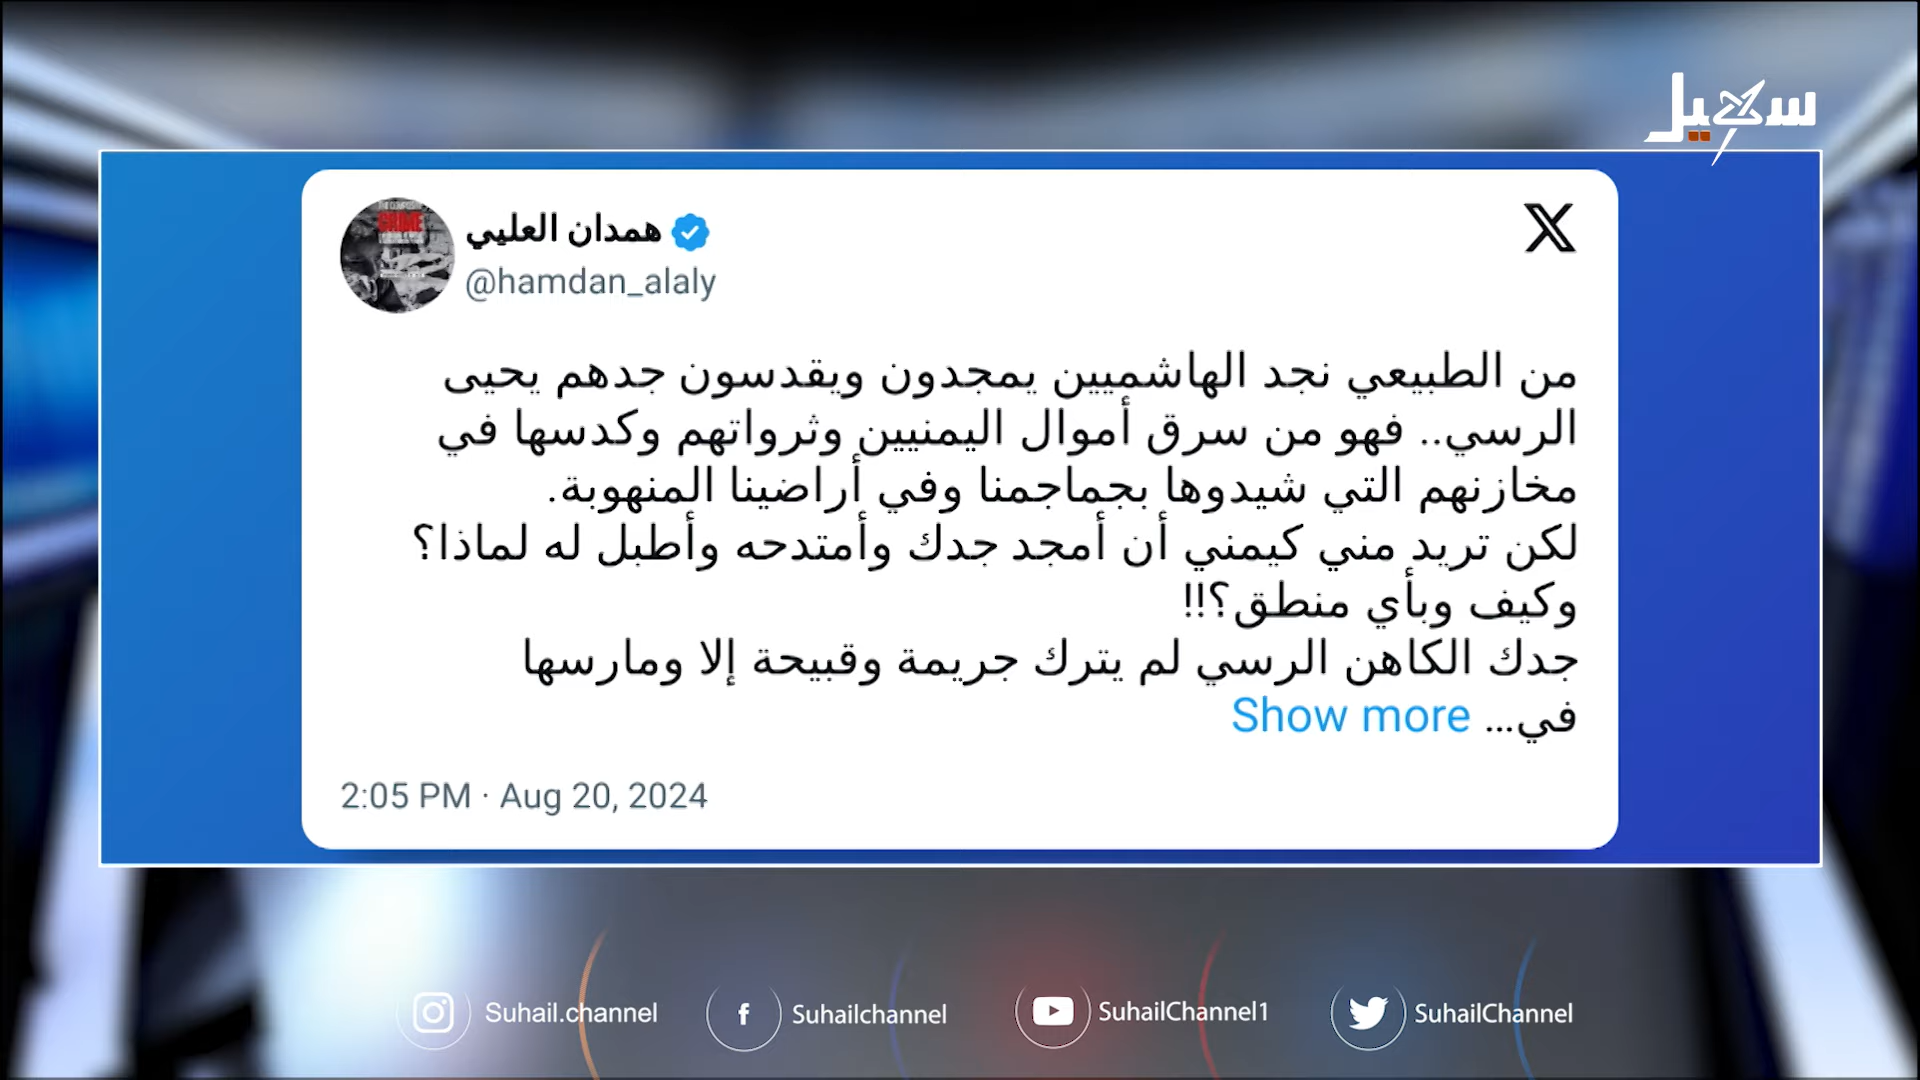 سهيل
CRIME
همدان العليي
@hamdan_alaly
من الطبيعي نجد الهاشميين يمجدون ويقدسون جدهم يحيى
الرسي.. فهو من سرق أموال اليمنيين وثرواتهم وكدسها في
مخازنهم التي شيدوها بجماجمنا وفي أراضينا المنهوبة.
لكن تريد مني كيمني أن أمجد جدك وأمتدحه وأطبل له لماذا؟
وكيف وبأي منطق؟!!
جدك الكاهن الرسي لم يترك جريمة وقبيحة إلا ومارسها
في... Show more
2:05 PM · Aug 20, 2024
Suhail.channel
Suhailchannel
SuhailChannel1
SuhailChannel